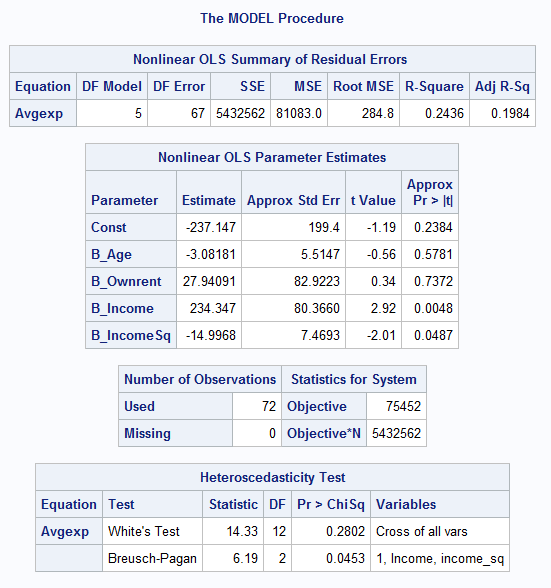 The MODEL Procedure
Nonlinear OLS Summary of Residual Errors
Equation DF Model DF Error SSE MSE Root MSE R-Square Adj R-Sq
Avgexp 5 67 5432562 81083.0 284.8 0.2436 0.1984
Nonlinear OLS Parameter Estimates
Parameter Estimate Approx Std Err t Value Approx Pr > |t|
Const -237.147 199.4 -1.19 0.2384
B_Age -3.08181 5.5147 -0.56 0.5781
B_Ownrent 27.94091 82.9223 0.34 0.7372
B_Income 234.347 80.3660 2.92 0.0048
B_IncomeSq -14.9968 7.4693 -2.01 0.0487
Number of Observations Statistics for System
Used 72 Objective 75452
Missing 0 Objective*N 5432562
Heteroscedasticity Test
Equation Test Statistic DF Pr > ChiSq Variables
Avgexp White's Test 14.33 12 0.2802 Cross of all vars
Breusch-Pagan 6.19 2 0.0453 1, Income, income_sq